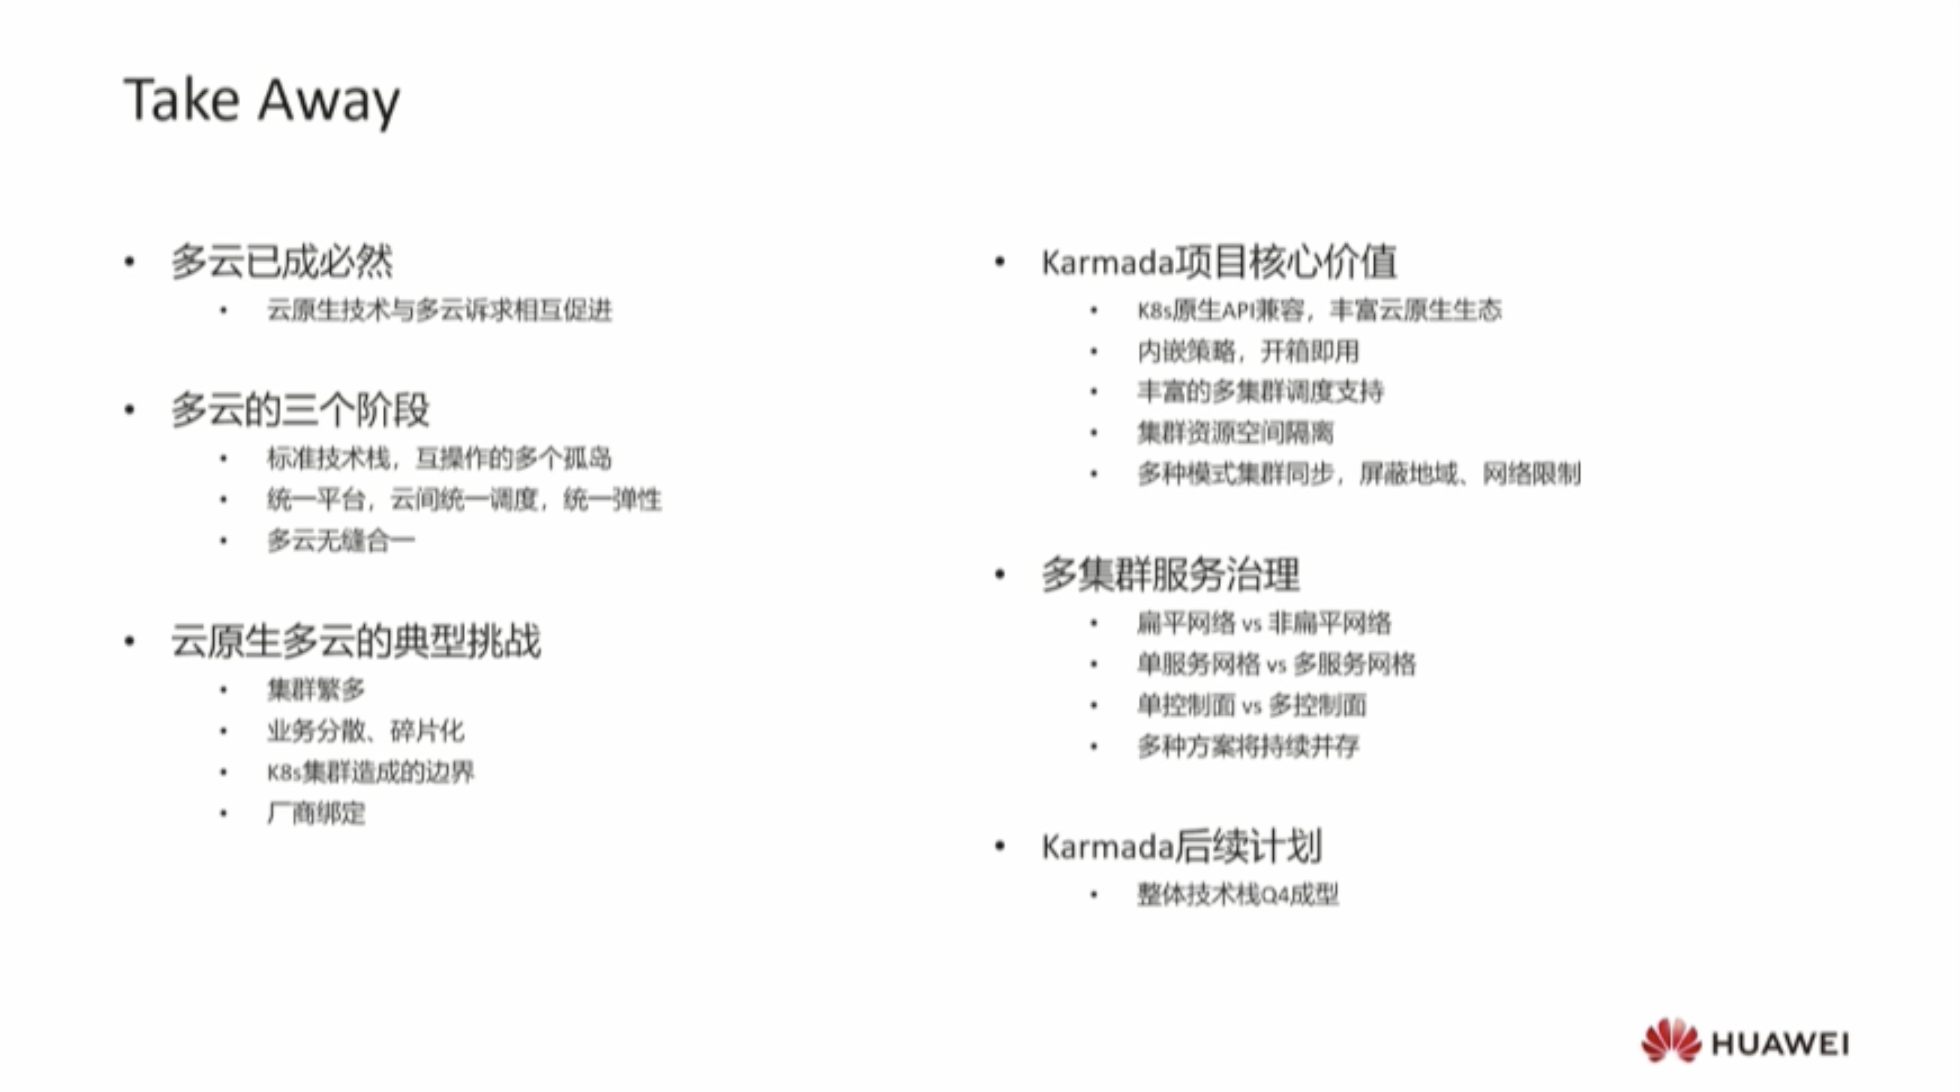 Take Away
• 多云已成必然
• 云原生技术与多云诉求相互促进
• 多云的三个阶段
• 标准技术栈，互操作的多个孤岛
• 统一平台，云间统一调度，统一弹性
• 多云无缝合一
• 云原生多云的典型挑战
• 集群繁多
• 业务分散、碎片化
• K8s集群造成的边界
• 厂商绑定
• Karmada项目核心价值
• K8s原生API兼容，丰富云原生生态
• 内嵌策略，开箱即用
• 丰富的多集群调度支持
• 集群资源空间隔离
• 多种模式集群同步，屏蔽地域、网络限制
• 多集群服务治理
• 扁平网络 vs 非扁平网络
• 单服务网格 vs 多服务网格
• 单控制面 vs 多控制面
• 多种方案将持续并存
• Karmada后续计划
• 整体技术栈Q4成型
HUAWEI